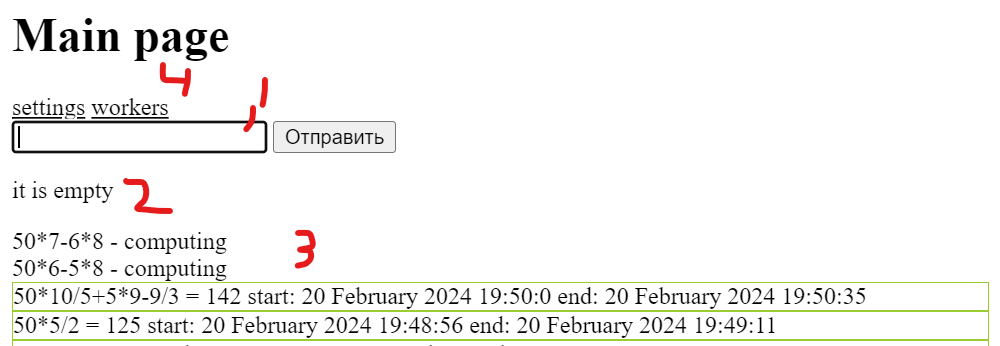 Main page
4
settings workers
1
Отправить
it is empty 2
50*7-6*8 - computing
3
50*6-5*8 - computing
50*10/5+5*9-9/3 = 142 start: 20 February 2024 19:50:0 end: 20 February 2024 19:50:35
50*5/2 = 125 start: 20 February 2024 19:48:56 end: 20 February 2024 19:49:11